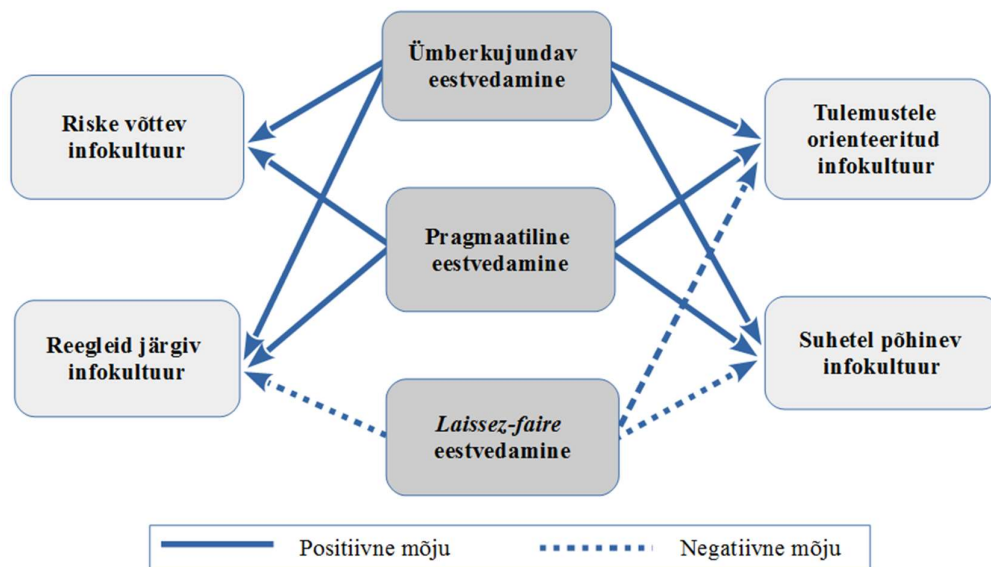 Ümberkujundav
eestvedamine
Riske võttev
infokultuur
Tulemustele
orienteeritud
infokultuur
Pragmaatiline
eestvedamine
Reegleid järgiv
infokultuur
Suhetel põhinev
infokultuur
Laissez-faire
eestvedamine
Positiivne mõju
Negatiivne mõju